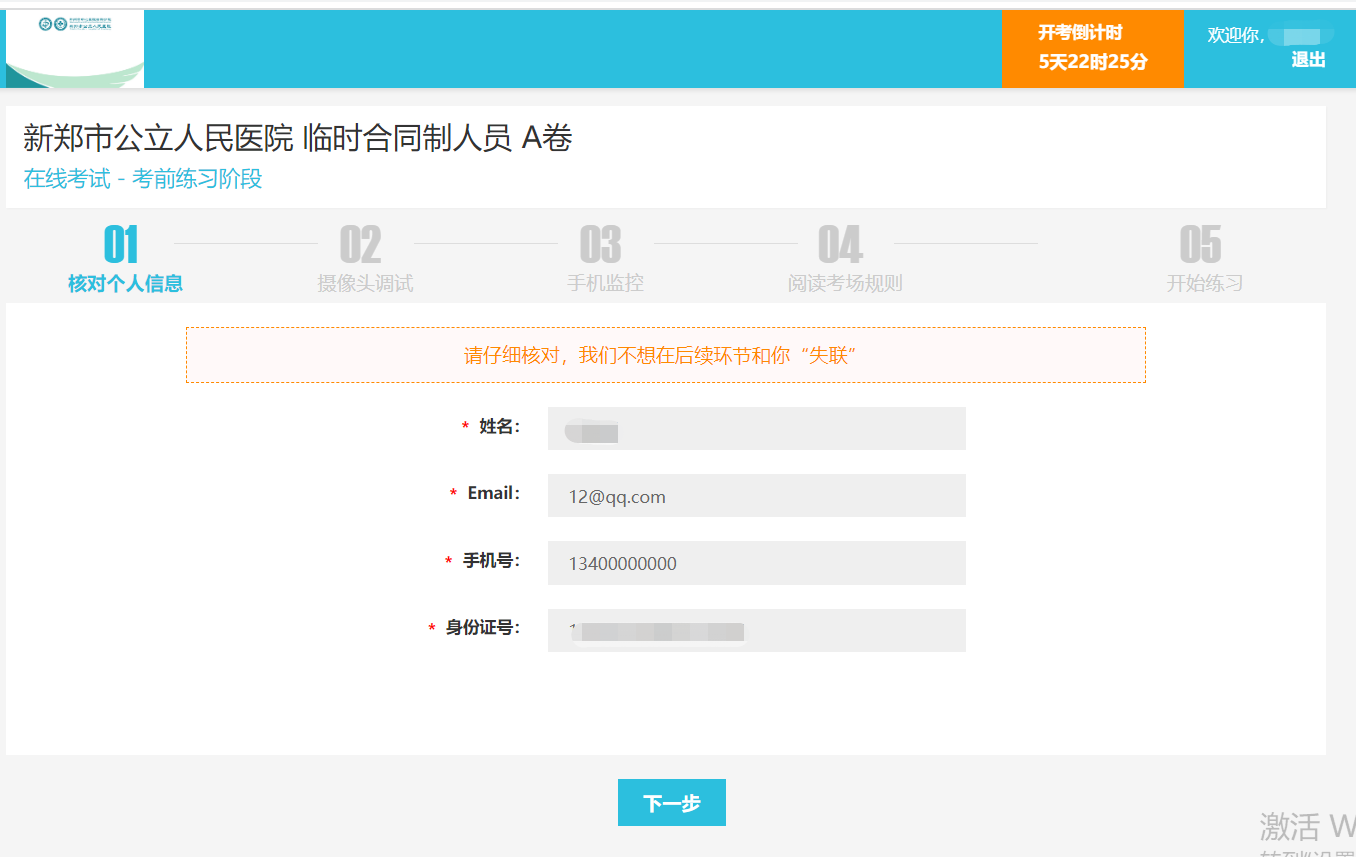 开考倒计时
5天22时25分
欢迎你,
退出
新郑市公立人民医院 临时合同制人员 A卷
在线考试 - 考前练习阶段
01 02 03 04 05
核对个人信息 摄像头调试 手机监控 阅读考场规则 开始练习
请仔细核对，我们不想在后续环节和你“失联”
* 姓名：
* Email： 12@qq.com
* 手机号： 13400000000
* 身份证号：
下一步
激活 W